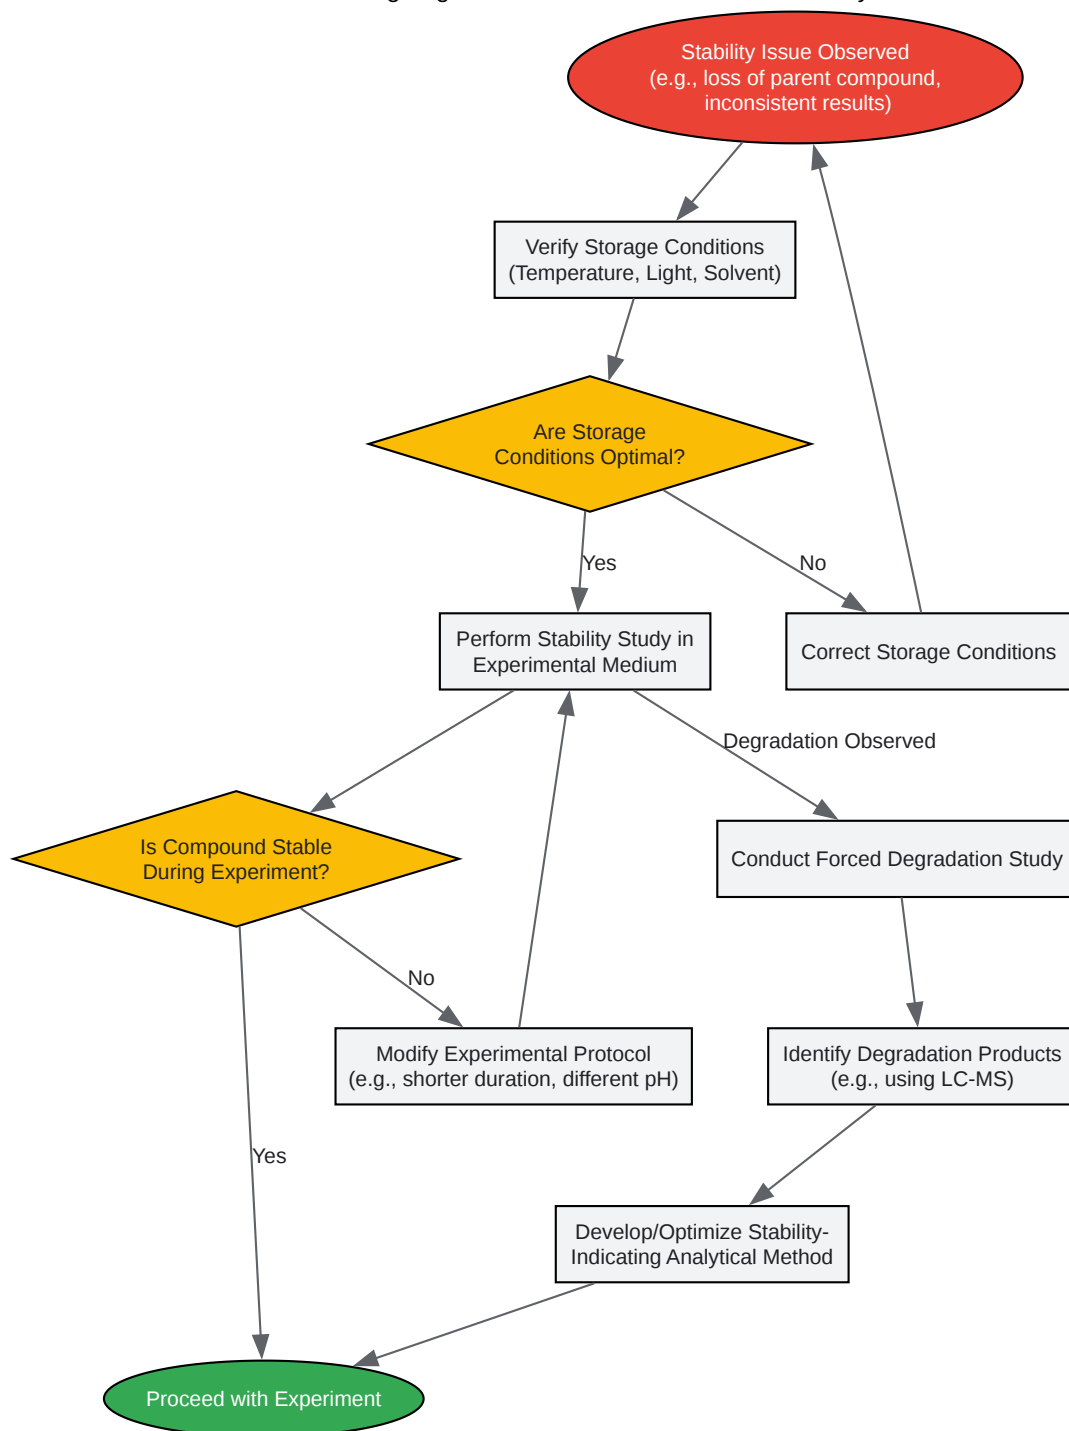 Stability Issue Observed
(e.g., loss of parent compound,
inconsistent results)
Verify Storage Conditions
(Temperature, Light, Solvent)
Are Storage
Conditions Optimal?
Yes
No
Perform Stability Study in
Experimental Medium
Correct Storage Conditions
Degradation Observed
Is Compound Stable
During Experiment?
Conduct Forced Degradation Study
No
Modify Experimental Protocol
(e.g., shorter duration, different pH)
Identify Degradation Products
(e.g., using LC-MS)
Yes
Develop/Optimize Stability-
Indicating Analytical Method
Proceed with Experiment